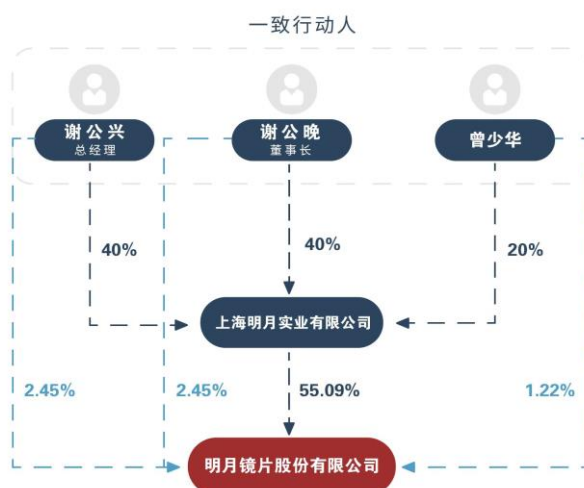 一致行动人
谢公兴
总经理
谢公晚
董事长
曾少华
40%
40%
20%
上海明月实业有限公司
2.45%
2.45%
55.09%
1.22%
明月镜片股份有限公司